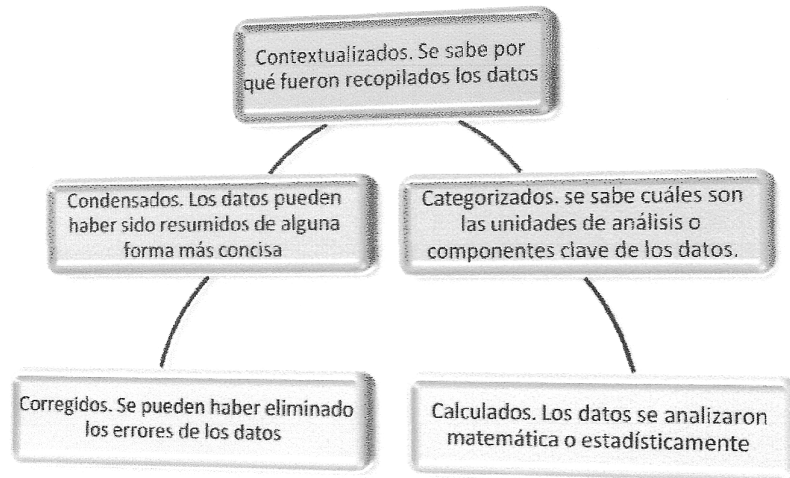 Contextualizados. Se sabe por
qué fueron recopilados los datos
Condensados. Los datos pueden
haber sido resumidos de alguna
forma más concisa
Categorizados. se sabe cuáles son
las unidades de análisis o
componentes clave de los datos.
Corregidos. Se pueden haber eliminado
los errores de los datos
Calculados. Los datos se analizaron
matemática o estadísticamente